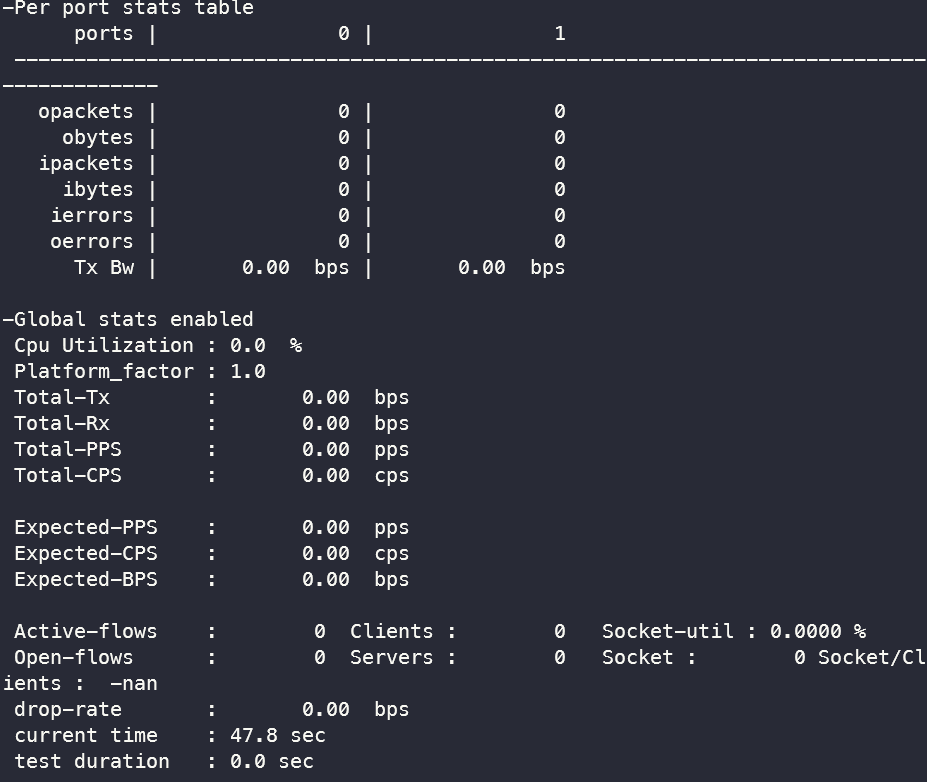 -Per port stats table
ports | 0 | 1
-----------------------------------------------------------------------------
-------------
opackets | 0 | 0
obytes | 0 | 0
ipackets | 0 | 0
ibytes | 0 | 0
ierrors | 0 | 0
oerrors | 0 | 0
Tx Bw | 0.00 bps | 0.00 bps
-Global stats enabled
Cpu Utilization : 0.0 %
Platform_factor : 1.0
Total-Tx : 0.00 bps
Total-Rx : 0.00 bps
Total-PPS : 0.00 pps
Total-CPS : 0.00 cps
Expected-PPS : 0.00 pps
Expected-CPS : 0.00 cps
Expected-BPS : 0.00 bps
Active-flows : 0 Clients : 0 Socket-util : 0.0000 %
Open-flows : 0 Servers : 0 Socket : 0 Socket/Cl
ients : -nan
drop-rate : 0.00 bps
current time : 47.8 sec
test duration : 0.0 sec